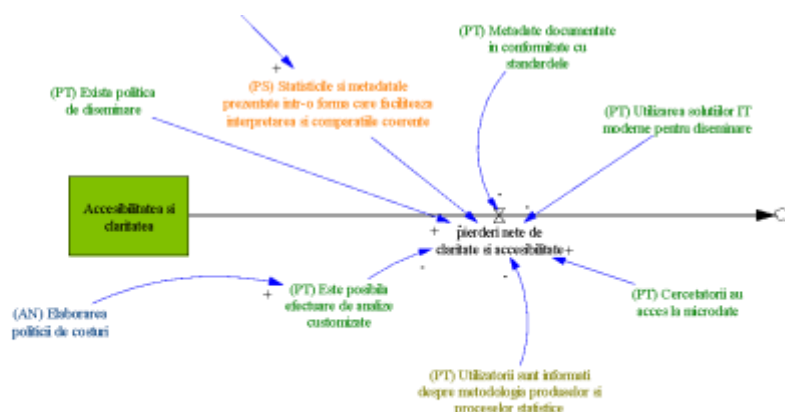 (PT) Metadate documentate
in conformitate cu
standardele
+
(PS) Statisticile si metadatale
prezentate intr-o forma care faciliteaza
interpretarea si comparatiile coerente
(PT) Exista politica
de diseminare
(PT) Utilizarea solutiilor IT
moderne pentru diseminare
Accesibilitatea si
claritatea
-
-
-
+
pierderi nete de
claritate si accesibilitate
+
-
-
+
(PT) Este posibila
efectuare de analize
customizate
(AN) Elaborarea
politicii de costuri
(PT) Cercetatorii au
acces la microdate
(PT) Utilizatorii sunt informati
despre metodologia produselor si
proceselor statistice